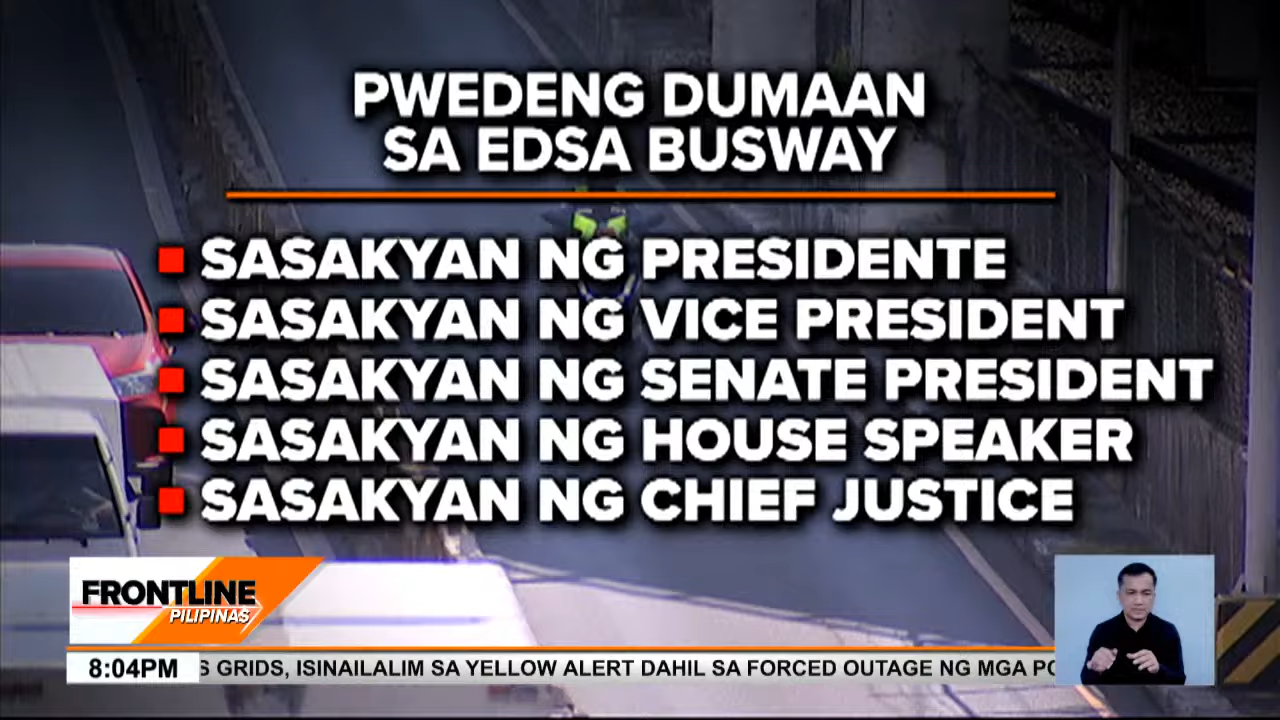 PWEDENG DUMAAN
SA EDSA BUSWAY
SASAKYAN NG PRESIDENTE
SASAKYAN NG VICE PRESIDENT
SASAKYAN NG SENATE PRESIDENT
SASAKYAN NG HOUSE SPEAKER
SASAKYAN NG CHIEF JUSTICE
FRONTLINE
PILIPINAS
8:04PM
GRIDS, ISINAILALIM SA YELLOW ALERT DAHIL SA FORCED OUTAGE NG MGA